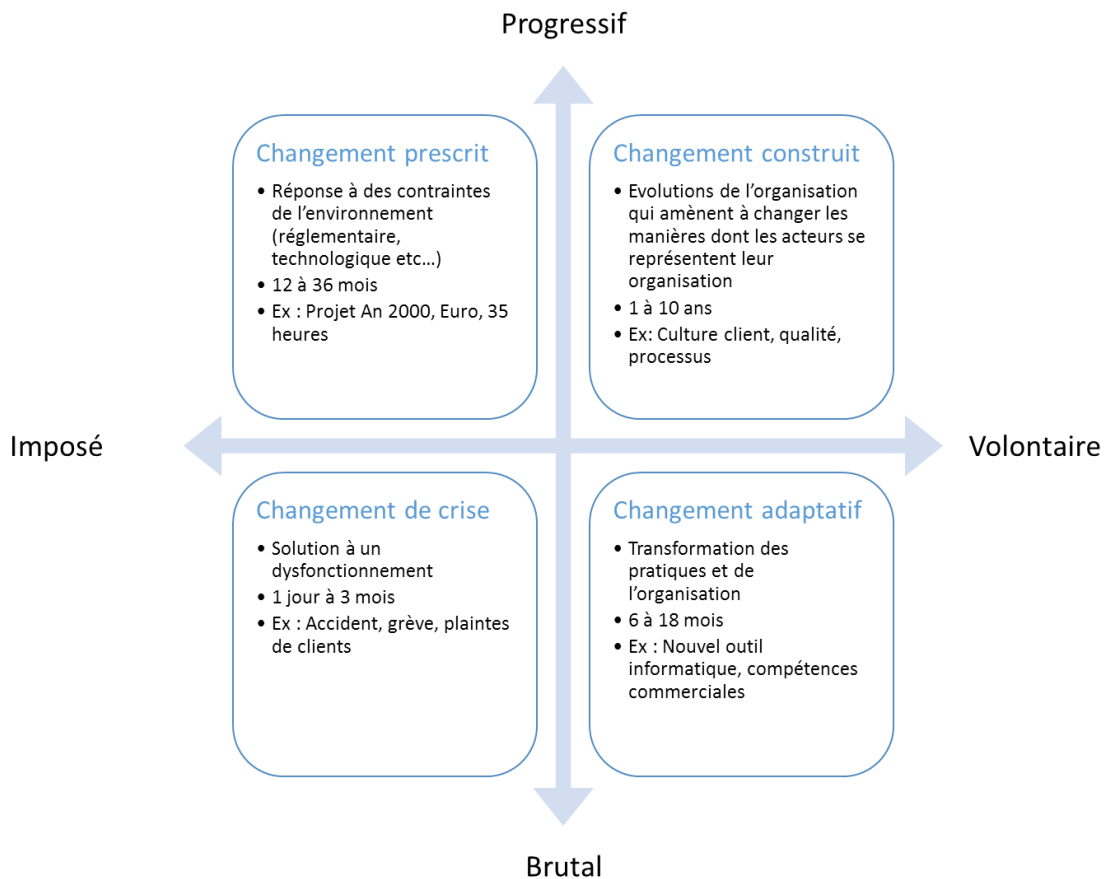 Progressif
Changement prescrit
• Réponse à des contraintes
de l’environnement
(réglementaire,
technologique etc…)
• 12 à 36 mois
• Ex : Projet An 2000, Euro, 35
heures
Changement construit
• Evolutions de l’organisation
qui amènent à changer les
manières dont les acteurs se
représentent leur
organisation
• 1 à 10 ans
• Ex: Culture client, qualité,
processus
Imposé
Volontaire
Changement de crise
• Solution à un
dysfonctionnement
• 1 jour à 3 mois
• Ex : Accident, grève, plaintes
de clients
Changement adaptatif
• Transformation des
pratiques et de
l’organisation
• 6 à 18 mois
• Ex : Nouvel outil
informatique, compétences
commerciales
Brutal